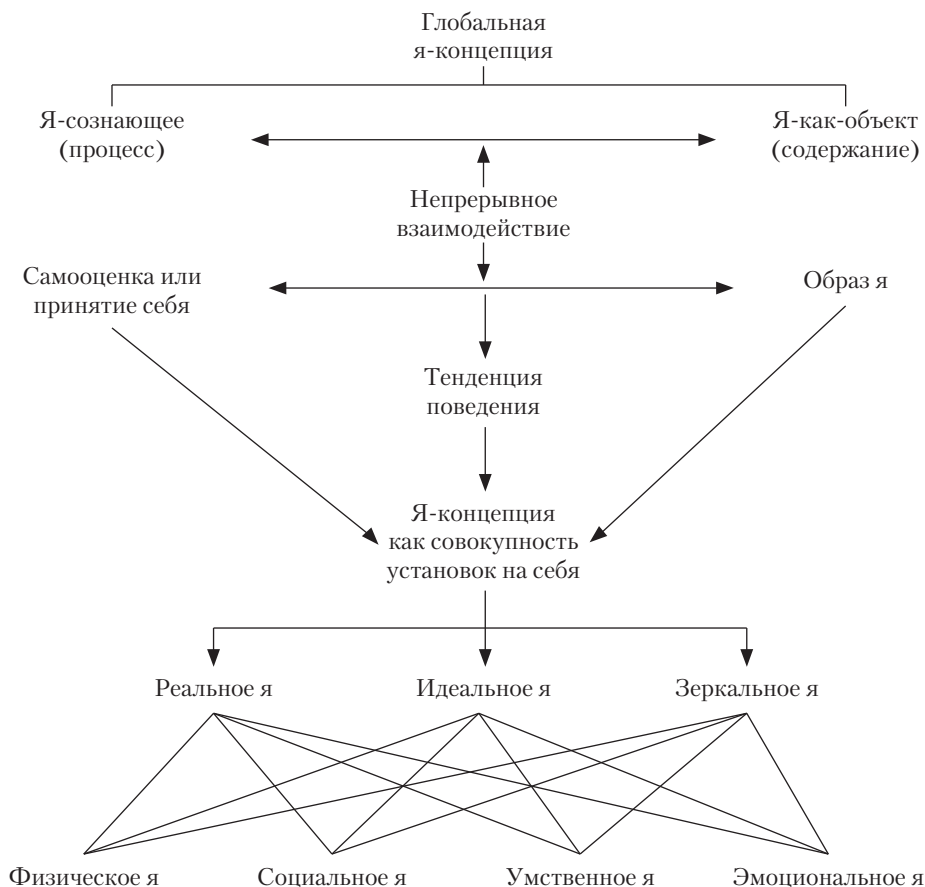 Глобальная
я-концепция
Я-сознающее
(процесс)
Я-как-объект
(содержание)
Непрерывное
взаимодействие
Самооценка или
принятие себя
Образ я
Тенденция
поведения
Я-концепция
как совокупность
установок на себя
Реальное я
Идеальное я
Зеркальное я
Физическое я
Социальное я
Умственное я
Эмоциональное я